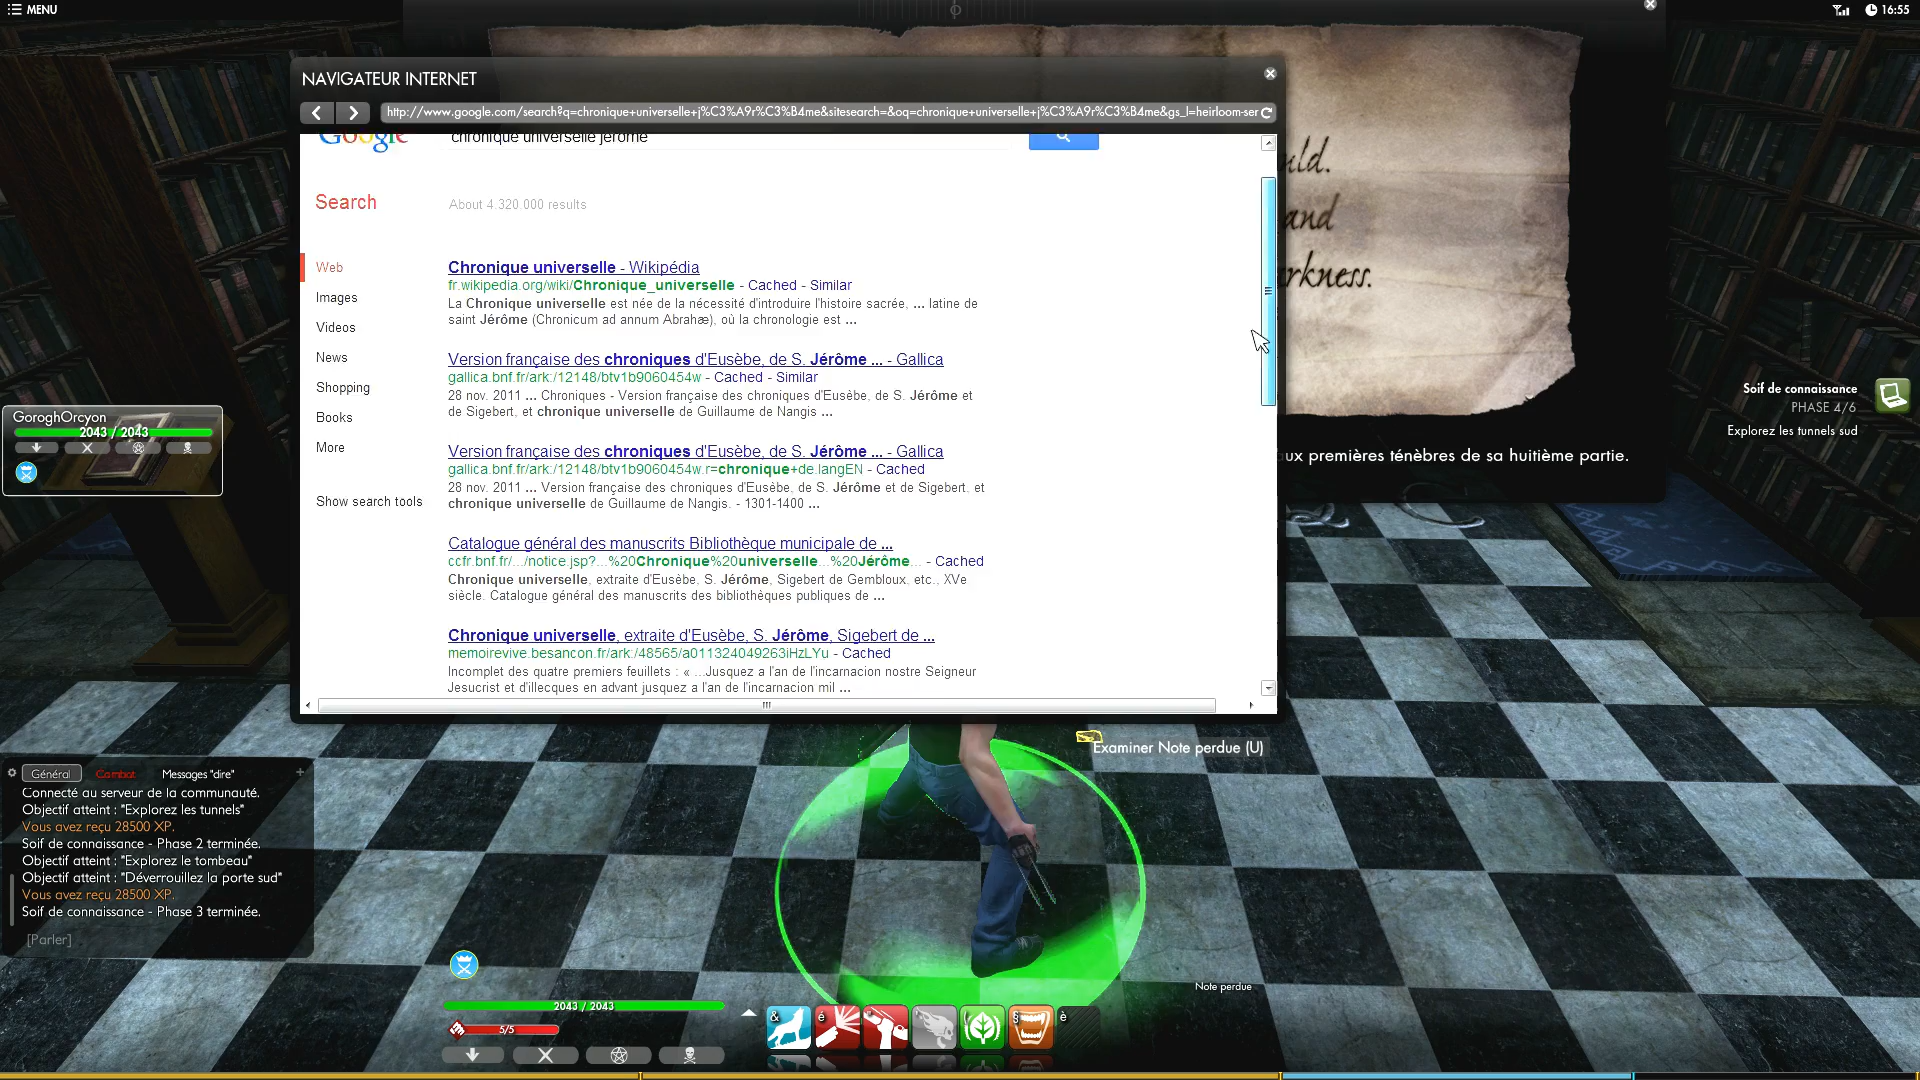 MENU
16:55
NAVIGATEUR INTERNET
http://www.google.com/search?q=chronique+universelle+j%C3%A9r%C3%B4me&sitesearch=&oq=chronique+universelle+j%C3%A9r%C3%B4me&gs_l=heirloom-ser
Google
chronique universelle jérôme
Search
About 4.320.000 results
Web
Images
Videos
News
Shopping
Books
More
Show search tools
Chronique universelle - Wikipédia
fr.wikipedia.org/wiki/Chronique_universelle - Cached - Similar
La Chronique universelle est née de la nécessité d'introduire l'histoire sacrée, ... latine de
saint Jérôme (Chronicum ad annum Abrahæ), où la chronologie est ...
Version française des chroniques d'Eusèbe, de S. Jérôme ... - Gallica
gallica.bnf.fr/ark:/12148/btv1b9060454w - Cached - Similar
28 nov. 2011 ... Chroniques - Version française des chroniques d'Eusèbe, de S. Jérôme et
de Sigebert, et chronique universelle de Guillaume de Nangis ...
Version française des chroniques d'Eusèbe, de S. Jérôme ... - Gallica
gallica.bnf.fr/ark:/12148/btv1b9060454w.r=chronique+de.langEN - Cached
28 nov. 2011 ... Version française des chroniques d'Eusèbe, de S. Jérôme et de Sigebert, et
chronique universelle de Guillaume de Nangis. - 1301-1400 ...
Catalogue général des manuscrits Bibliothèque municipale de ...
ccfr.bnf.fr/.../notice.jsp?...%20Chronique%20universelle...%20Jérôme... - Cached
Chronique universelle, extraite d'Eusèbe, S. Jérôme, Sigebert de Gembloux, etc., XVe
siècle. Catalogue général des manuscrits des bibliothèques publiques de ...
Chronique universelle, extraite d'Eusèbe, S. Jérôme, Sigebert de ...
memoirevive.besancon.fr/ark:/48565/a011324049263iHzLYu - Cached
Incomplet des quatre premiers feuillets : « ...Jusquez a l'an de l'incarnacion nostre Seigneur
Jesucrist et d'illecques en advant jusquez a l'an de l'incarnacion mil ...
and
aux premières ténèbres de sa huitième partie.
Soif de connaissance
PHASE 4/6
Explorez les tunnels sud
GoroghOrcyon
2043 / 2043
Examiner Note perdue (U)
Général
Combat
Messages "dire"
Connecté au serveur de la communauté.
Objectif atteint : "Explorez les tunnels"
Vous avez reçu 28500 XP.
Soif de connaissance - Phase 2 terminée.
Objectif atteint : "Explorez le tombeau"
Objectif atteint : "Déverrouillez la porte sud"
Vous avez reçu 28500 XP.
Soif de connaissance - Phase 3 terminée.
[Parler]
Note perdue
2043 / 2043
5/5
& é § è